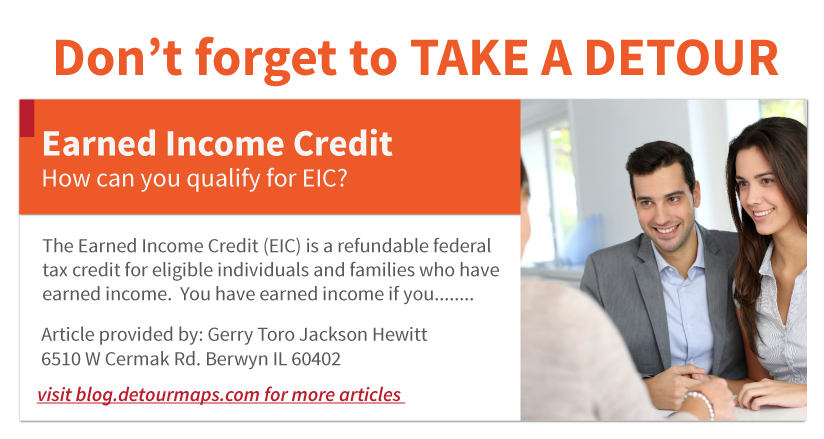 Don’t forget to TAKE A DETOUR
Earned Income Credit
How can you qualify for EIC?
The Earned Income Credit (EIC) is a refundable federal
tax credit for eligible individuals and families who have
earned income.  You have earned income if you........
Article provided by: Gerry Toro Jackson Hewitt
6510 W Cermak Rd. Berwyn IL 60402
visit blog.detourmaps.com for more articles